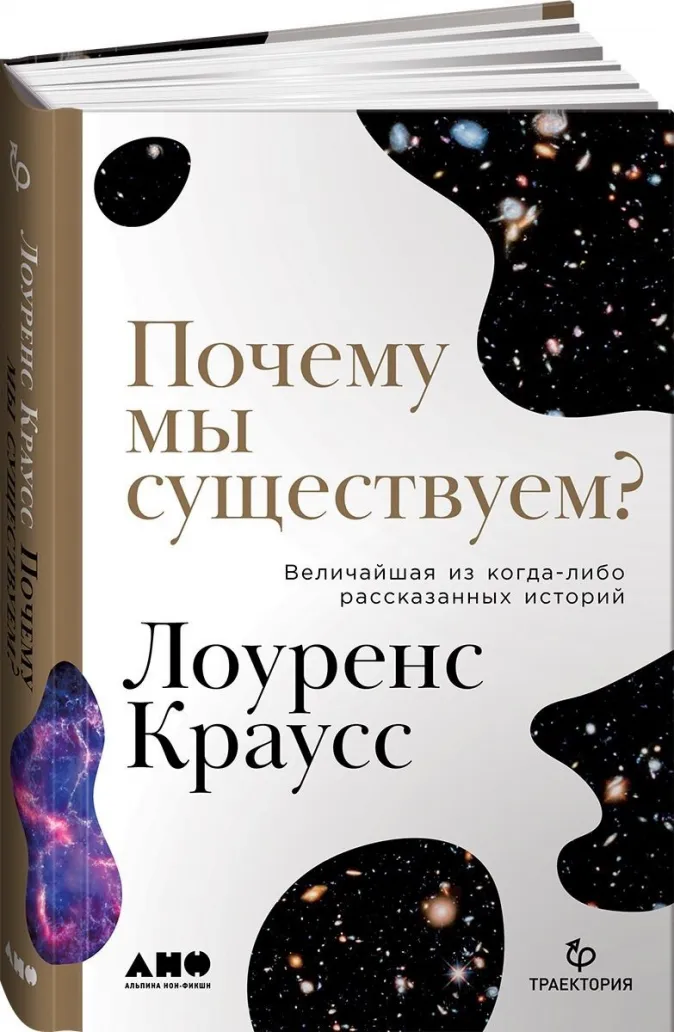 Почему
мы
существуем?
Величайшая из когда-либо
рассказанных историй
Лоуренс
Краусс
АНФ
АЛЬПИНА НОН-ФИКШН
ТРАЕКТОРИЯ
Лоуренс Краусс Почему
мы существуем?
АНФ